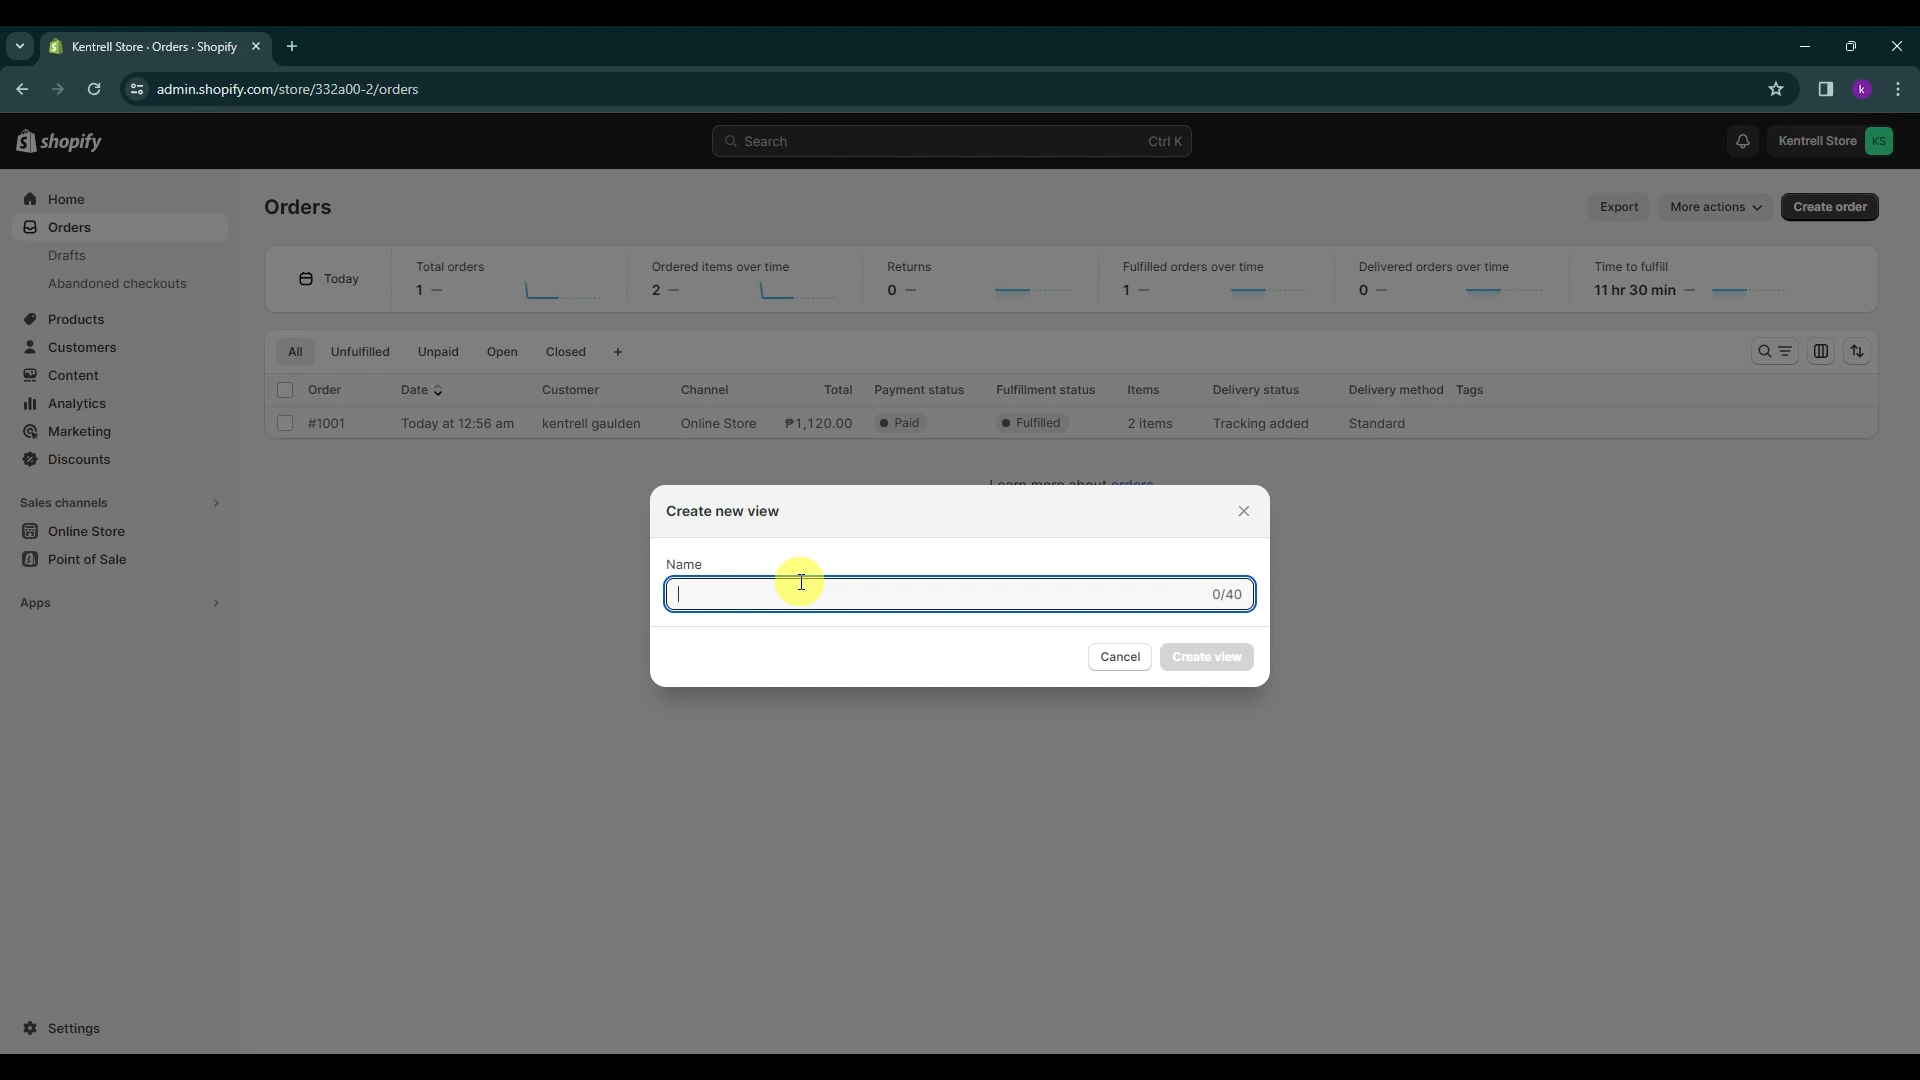 Kentrell Store · Orders · Shopify
admin.shopify.com/store/332a00-2/orders
k
shopify
Search
Ctrl K
Kentrell Store
KS
Home
Orders
Drafts
Abandoned checkouts
Products
Customers
Content
Analytics
Marketing
Discounts
Sales channels
Online Store
Point of Sale
Apps
Settings
Orders
Export
More actions
Create order
Today
Total orders
1 —
Ordered items over time
2 —
Returns
0 —
Fulfilled orders over time
1 —
Delivered orders over time
0 —
Time to fulfill
11 hr 30 min —
All Unfulfilled Unpaid Open Closed +
Order Date Customer Channel Total Payment status Fulfillment status Items Delivery status Delivery method Tags
#1001 Today at 12:56 am kentrell gaulden Online Store ₱1,120.00 Paid Fulfilled 2 items Tracking added Standard
Learn more about orders
Create new view
Name
0/40
Cancel
Create view